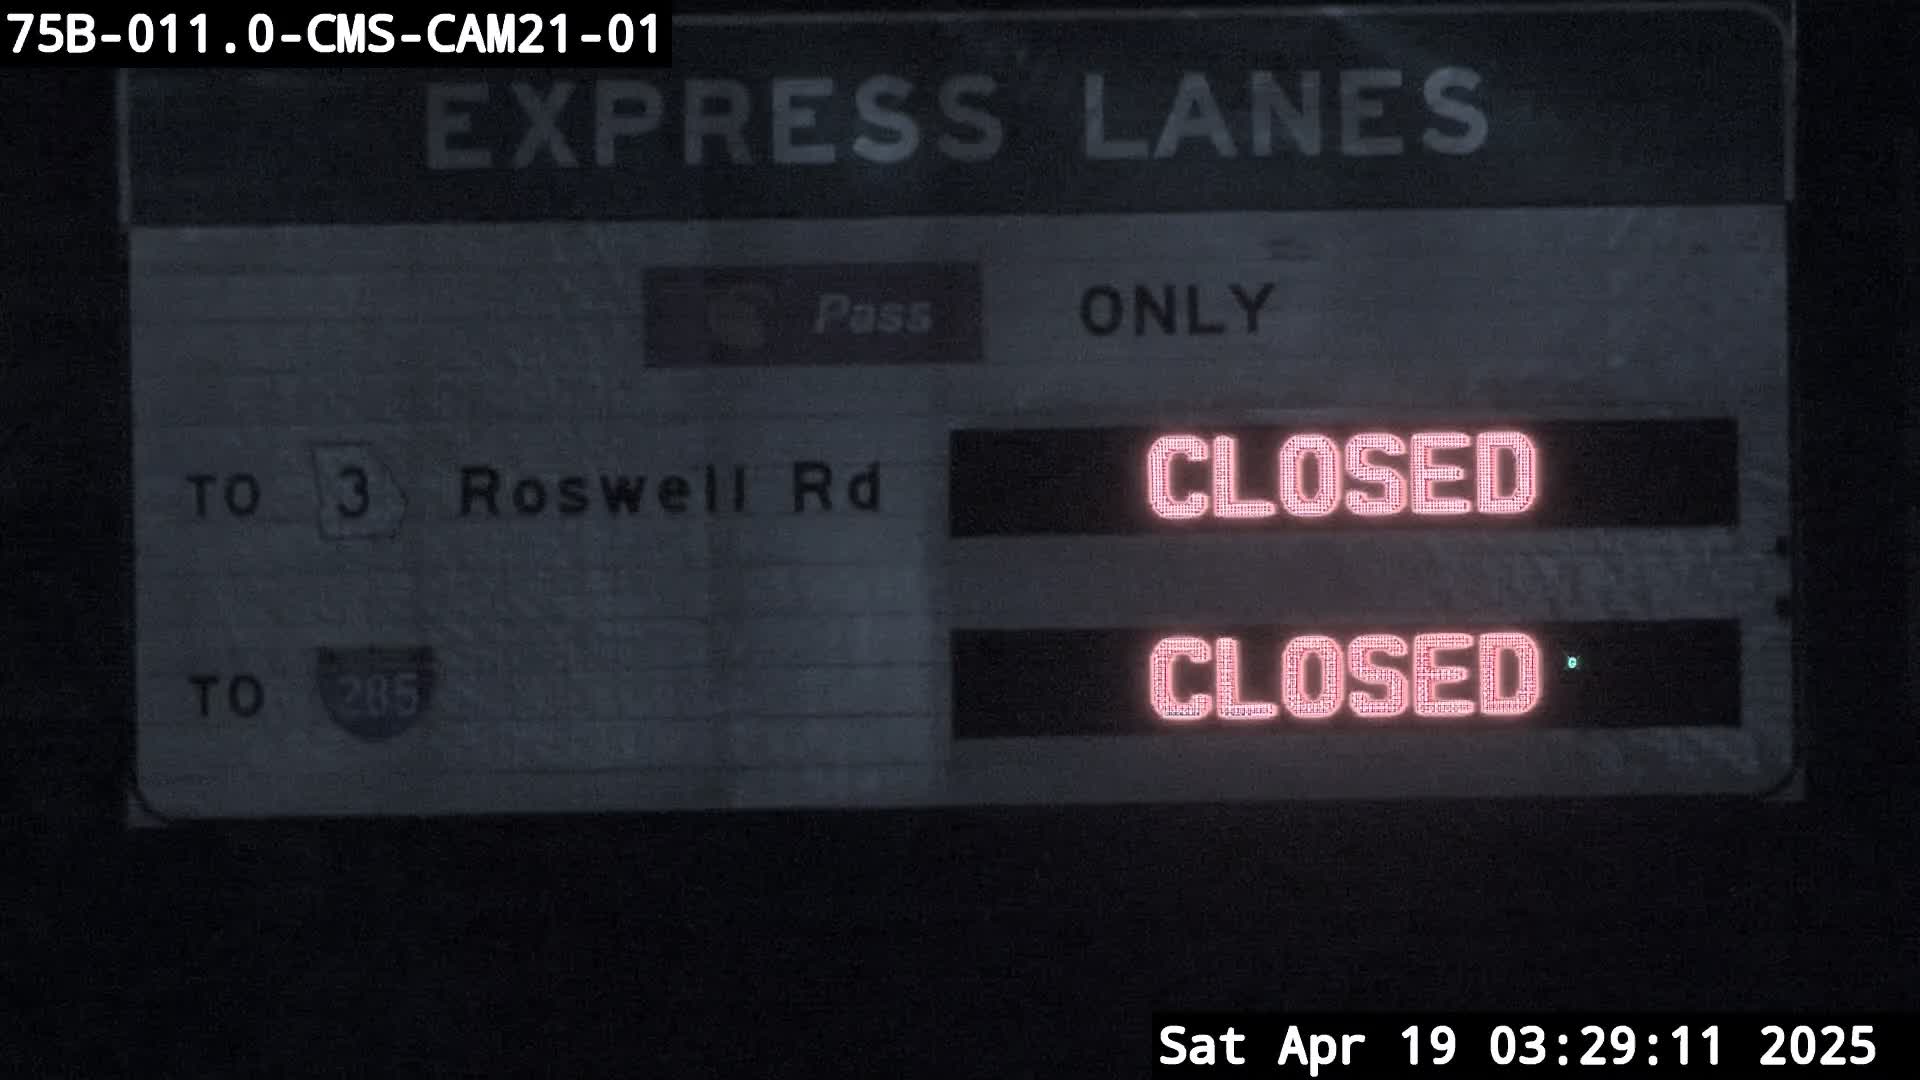 75B-011.0-CMS-CAM21-01
EXPRESS LANES
Pass ONLY
TO 3 Roswell Rd CLOSED
TO 285 CLOSED
Sat Apr 19 03:29:11 2025